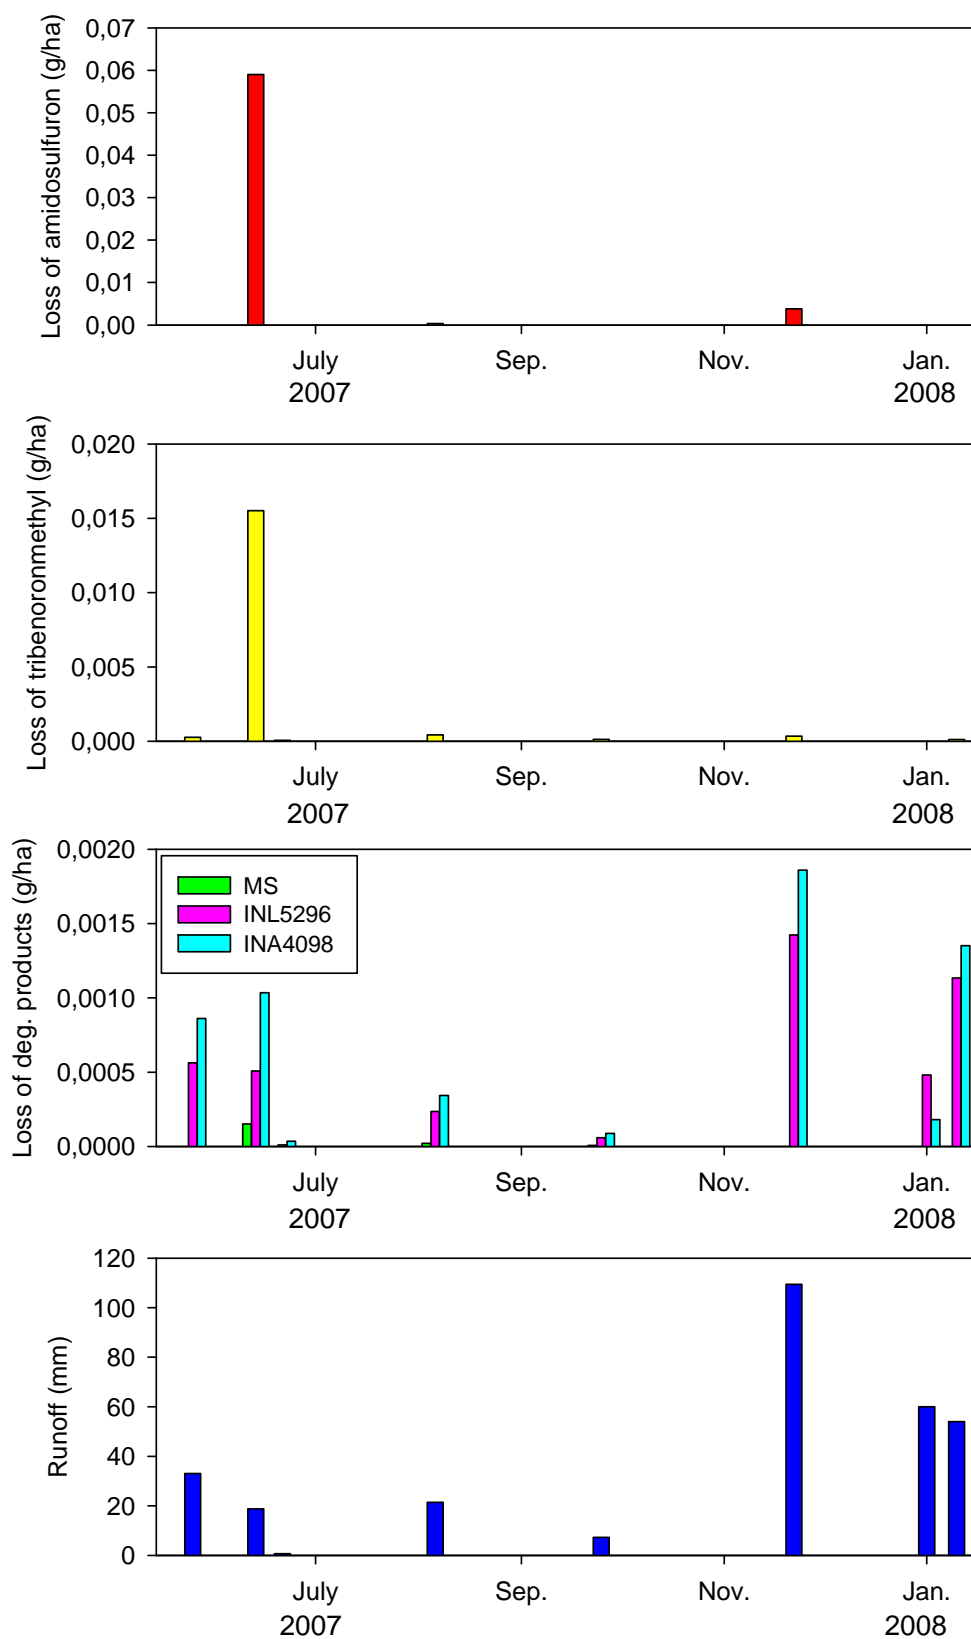 Loss of amidosulfuron (g/ha)
0,07
0,06
0,05
0,04
0,03
0,02
0,01
0,00
July
Sep.
Nov.
Jan.
2007
2008
Loss of tribenoronmethyl (g/ha)
0,020
0,015
0,010
0,005
0,000
July
Sep.
Nov.
Jan.
2007
2008
Loss of deg. products (g/ha)
0,0020
0,0015
0,0010
0,0005
0,0000
MS
INL5296
INA4098
July
Sep.
Nov.
Jan.
2007
2008
Runoff (mm)
120
100
80
60
40
20
0
July
Sep.
Nov.
Jan.
2007
2008